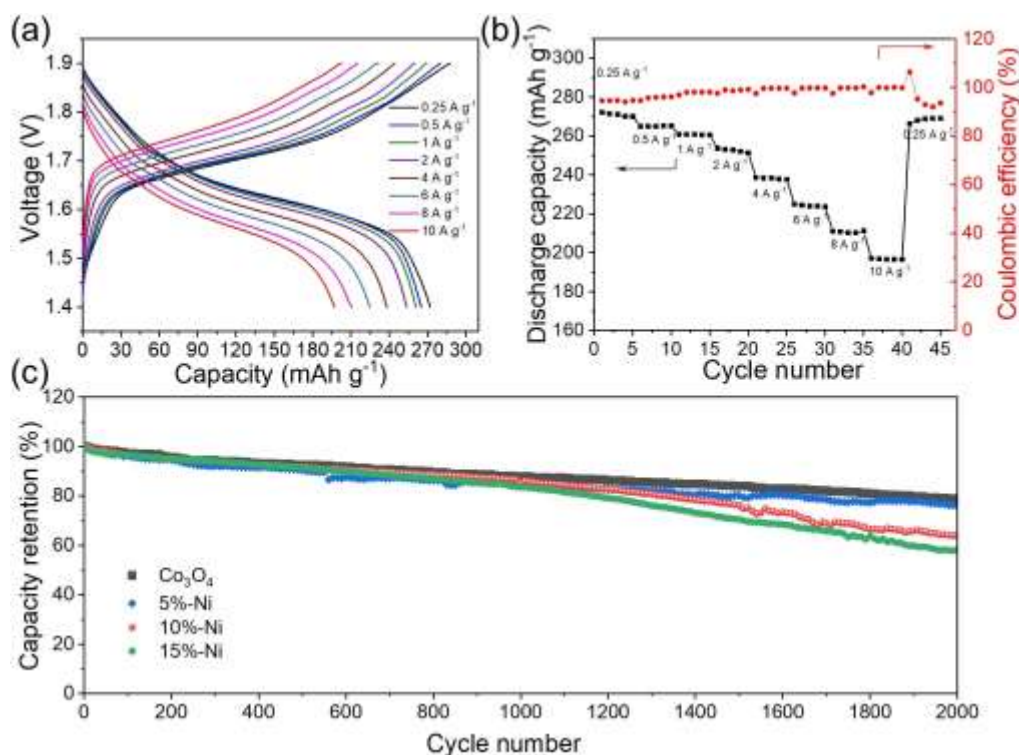 (a)
1.9
1.8
1.7
1.6
1.5
1.4
Voltage (V)
0 30 60 90 120 150 180 210 240 270 300
Capacity (mAh g⁻¹)
0.25 A g⁻¹
0.5 A g⁻¹
1 A g⁻¹
2 A g⁻¹
4 A g⁻¹
6 A g⁻¹
8 A g⁻¹
10 A g⁻¹
(b)
300
280
260
240
220
200
180
160
Discharge capacity (mAh g⁻¹)
0.25 A g⁻¹
0.5 A g⁻¹
1 A g⁻¹
2 A g⁻¹
4 A g⁻¹
6 A g⁻¹
8 A g⁻¹
10 A g⁻¹
0.25 A g⁻¹
120
100
80
60
40
20
0
Coulombic efficiency (%)
0 5 10 15 20 25 30 35 40 45
Cycle number
(c)
120
100
80
60
40
20
0
Capacity retention (%)
Co₃O₄
5%-Ni
10%-Ni
15%-Ni
0 200 400 600 800 1000 1200 1400 1600 1800 2000
Cycle number